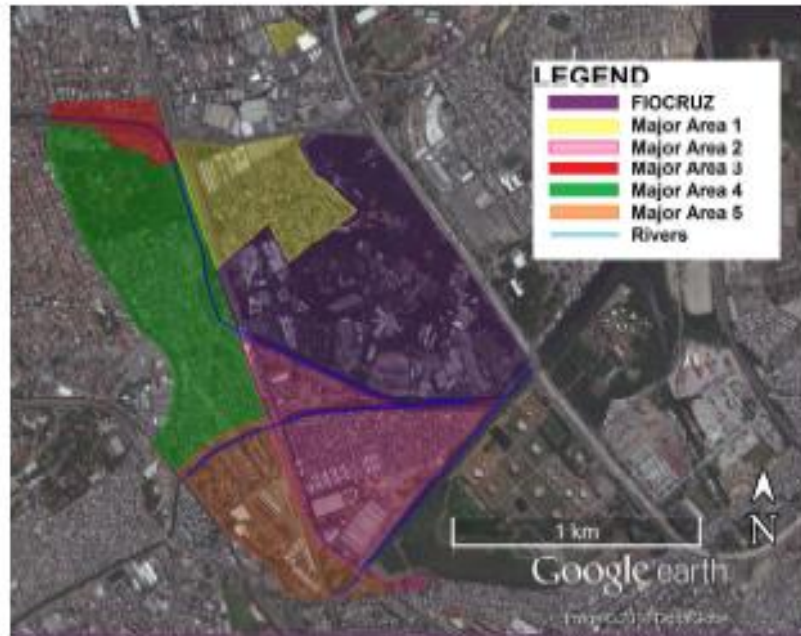 LEGEND
FIOCRUZ
Major Area 1
Major Area 2
Major Area 3
Major Area 4
Major Area 5
Rivers
1 km
N
Google earth